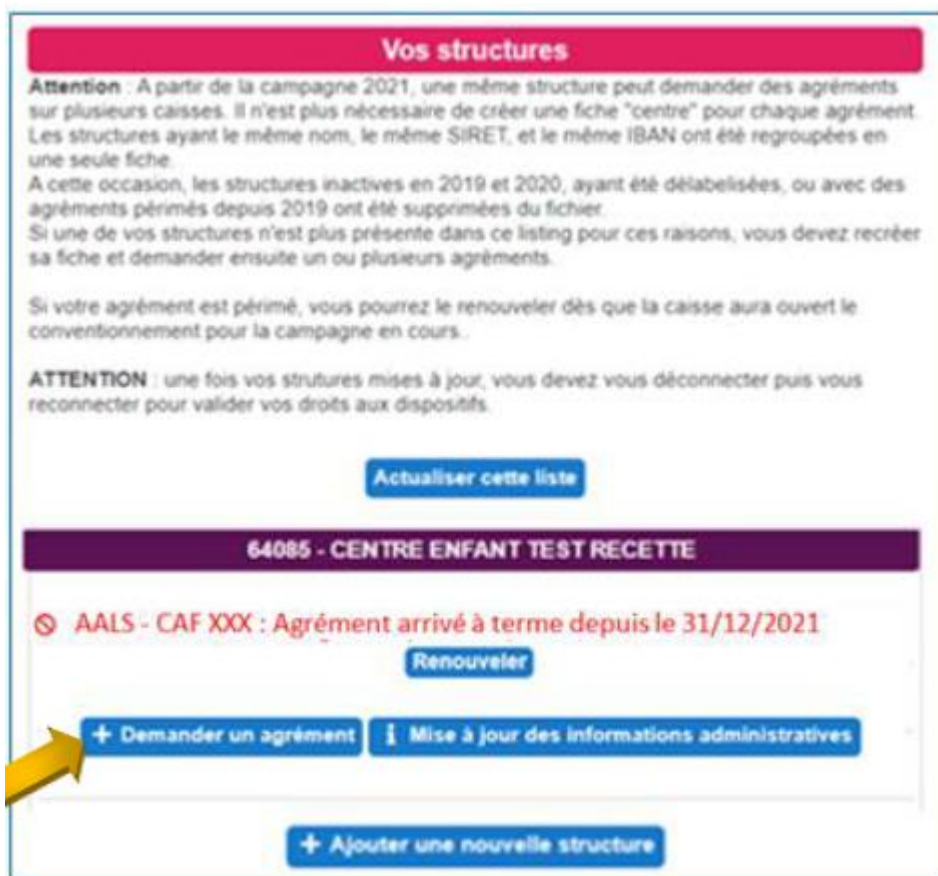 Vos structures
Attention : A partir de la campagne 2021, une même structure peut demander des agréments
sur plusieurs caisses. Il n'est plus nécessaire de créer une fiche "centre" pour chaque agrément.
Les structures ayant le même nom, le même SIRET, et le même IBAN ont été regroupées en
une seule fiche.
A cette occasion, les structures inactives en 2019 et 2020, ayant été délabelisées, ou avec des
agréments périmés depuis 2019 ont été supprimées du fichier.
Si une de vos structures n'est plus présente dans ce listing pour ces raisons, vous devez recréer
sa fiche et demander ensuite un ou plusieurs agréments.
Si votre agrément est périmé, vous pourrez le renouveler dès que la caisse aura ouvert le
conventionnement pour la campagne en cours..
ATTENTION : une fois vos strutures mises à jour, vous devez vous déconnecter puis vous
reconnecter pour valider vos droits aux dispositifs.
Actualiser cette liste
64085 - CENTRE ENFANT TEST RECETTE
AALS - CAF XXX : Agrément arrivé à terme depuis le 31/12/2021
Renouveler
+ Demander un agrément i Mise à jour des informations administratives
+ Ajouter une nouvelle structure